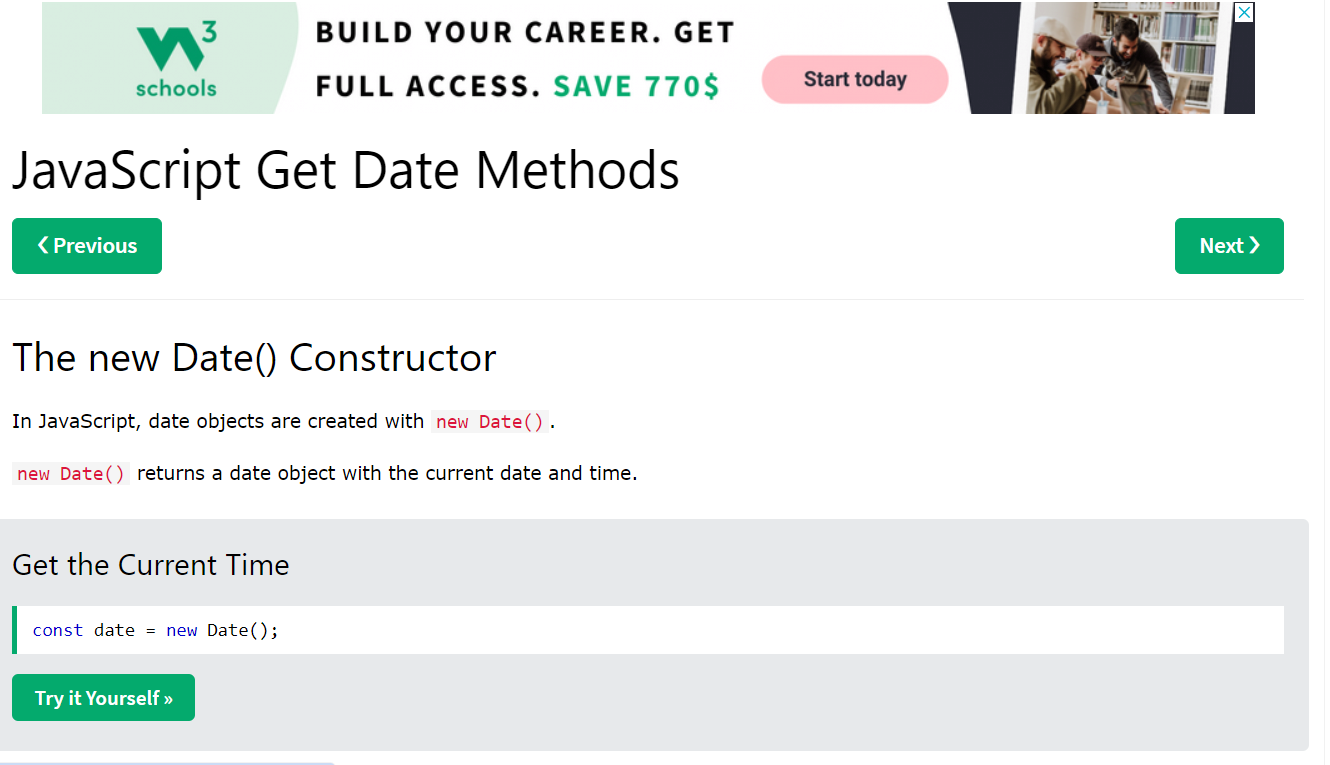 W3
schools
BUILD YOUR CAREER. GET
FULL ACCESS. SAVE 770$
Start today
JavaScript Get Date Methods
❮ Previous
Next ❯
The new Date() Constructor
In JavaScript, date objects are created with new Date().
new Date() returns a date object with the current date and time.
Get the Current Time
const date = new Date();
Try it Yourself »